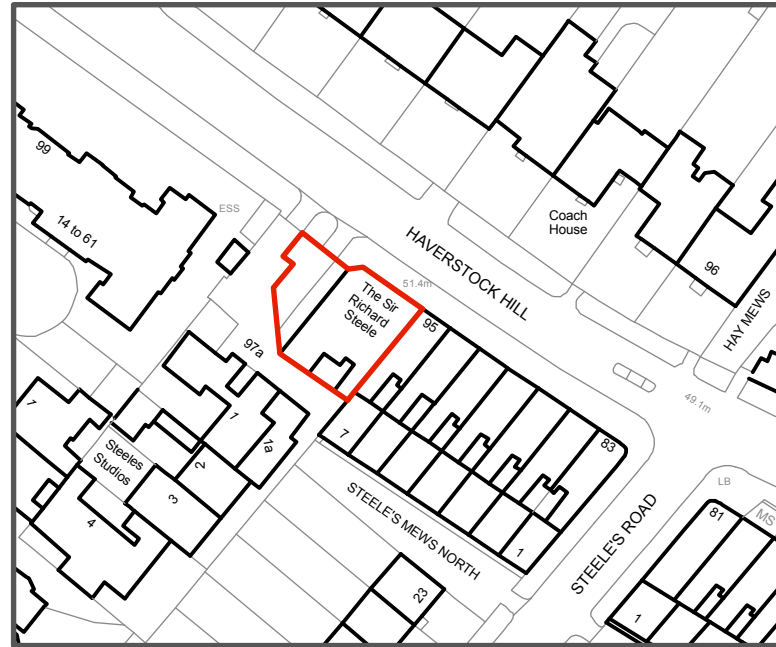 99
14 to 61
ESS
HAVERSTOCK HILL
Coach
House
96
HAY MEWS
51.4m
The Sir
Richard
Steele
95
97a
49.1m
1
1
1a
7
83
Steeles
Studios
2
3
4
STEELE'S MEWS NORTH
1
STEELE'S ROAD
LB
MS
81
23
1